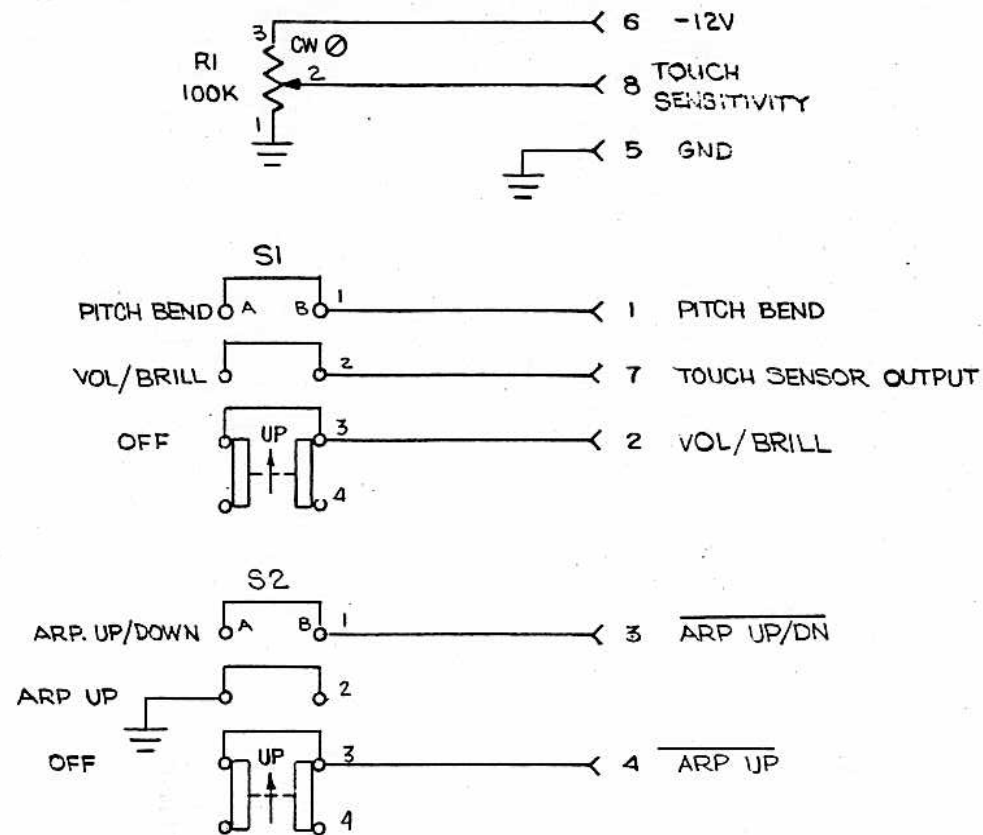 3 CW 6 -12V
R1
100K
2 8 TOUCH
SENSITIVITY
1
5 GND
S1
PITCH BEND A B 1 1 PITCH BEND
VOL/BRILL 2 7 TOUCH SENSOR OUTPUT
OFF UP 3 2 VOL/BRILL
4
S2
ARP. UP/DOWN A B 1 3 ARP UP/DN
ARP UP 2
OFF UP 3 4 ARP UP
4